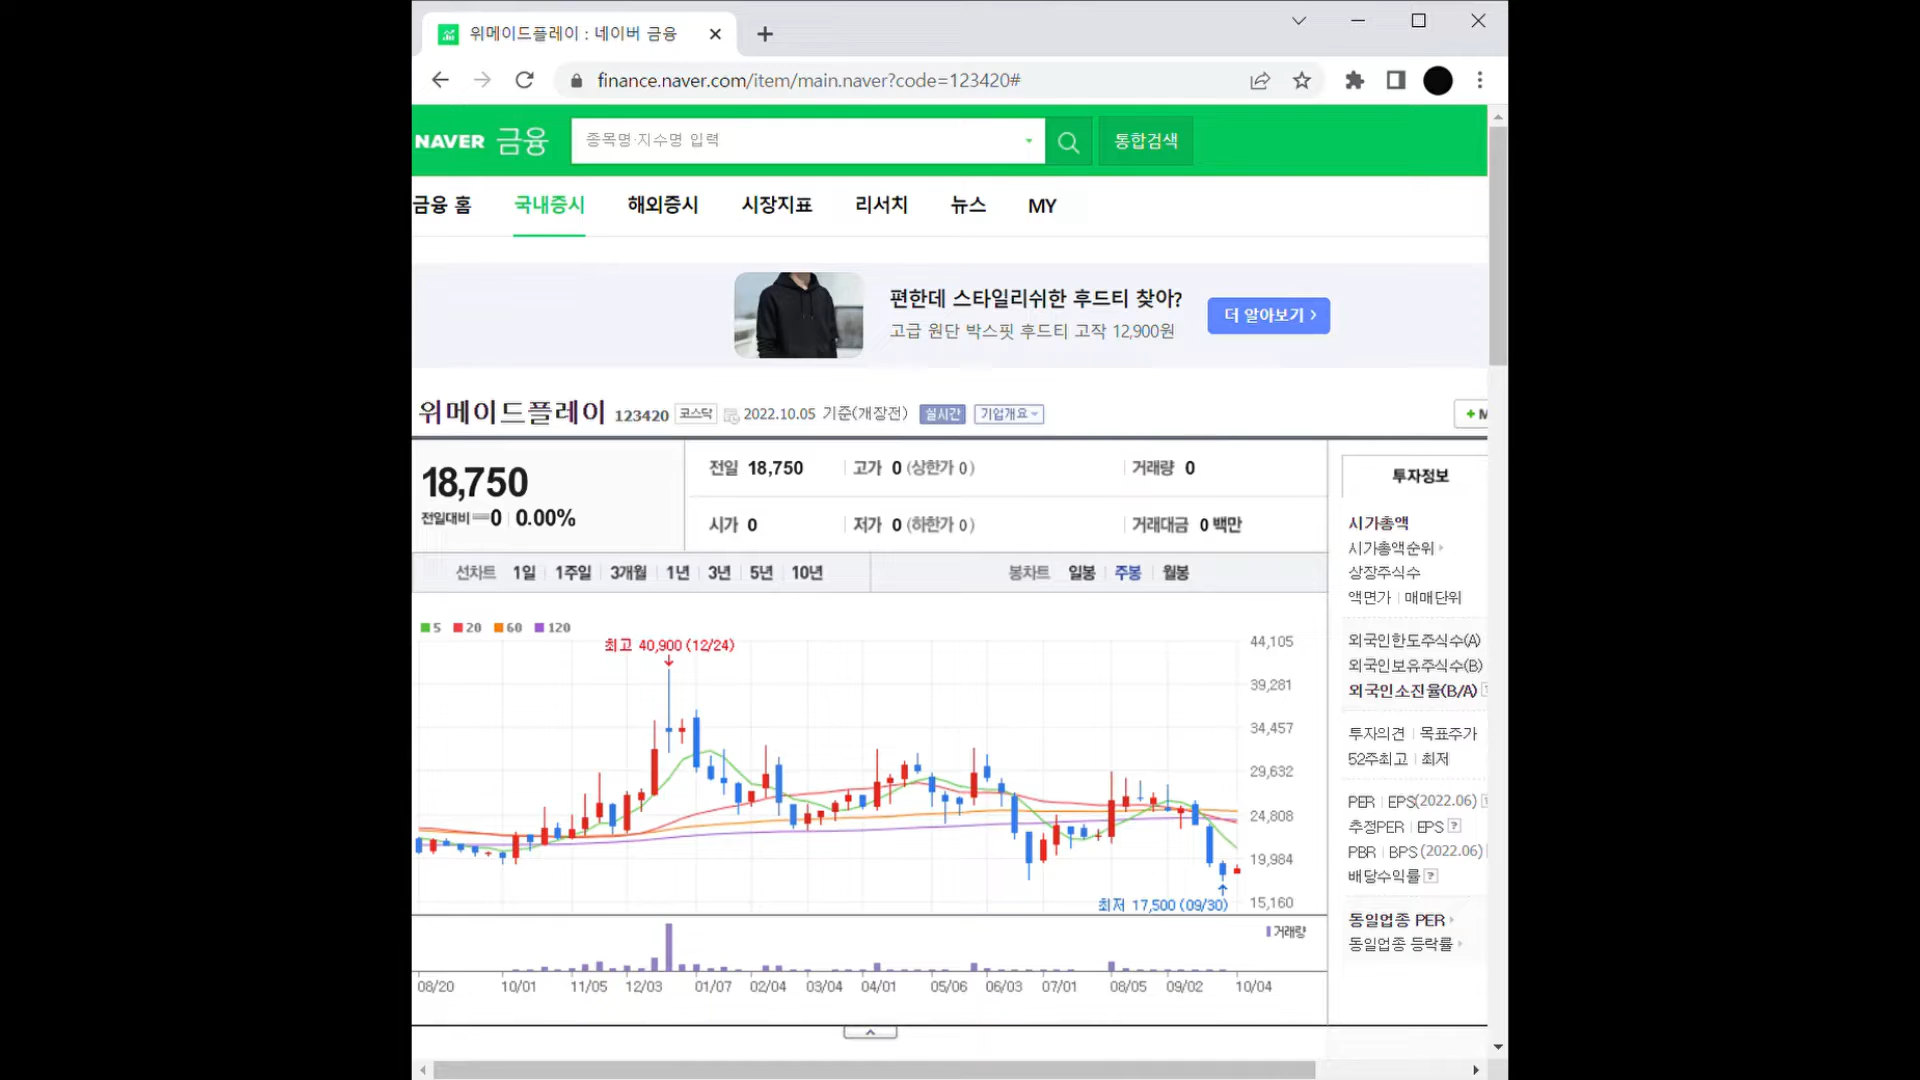 위메이드플레이 : 네이버 금융
finance.naver.com/item/main.naver?code=123420#
NAVER 금융
종목명·지수명 입력
통합검색
금융 홈 국내증시 해외증시 시장지표 리서치 뉴스 MY
편한데 스타일리쉬한 후드티 찾아?
고급 원단 박스핏 후드티 고작 12,900원
더 알아보기 >
위메이드플레이 123420 코스닥 2022.10.05 기준(개장전) 실시간 기업개요
+ M
18,750
전일대비 0 0.00%
전일 18,750 고가 0 (상한가 0) 거래량 0
시가 0 저가 0 (하한가 0) 거래대금 0 백만
선차트 1일 1주일 3개월 1년 3년 5년 10년 봉차트 일봉 주봉 월봉
5 20 60 120
최고 40,900 (12/24)
44,105
39,281
34,457
29,632
24,808
19,984
15,160
최저 17,500 (09/30)
거래량
08/20 10/01 11/05 12/03 01/07 02/04 03/04 04/01 05/06 06/03 07/01 08/05 09/02 10/04
투자정보
시가총액
시가총액순위
상장주식수
액면가 매매단위
외국인한도주식수(A)
외국인보유주식수(B)
외국인소진율(B/A)
투자의견 목표주가
52주최고 최저
PER EPS(2022.06)
추정PER EPS ?
PBR BPS (2022.06)
배당수익률 ?
동일업종 PER
동일업종 등락률